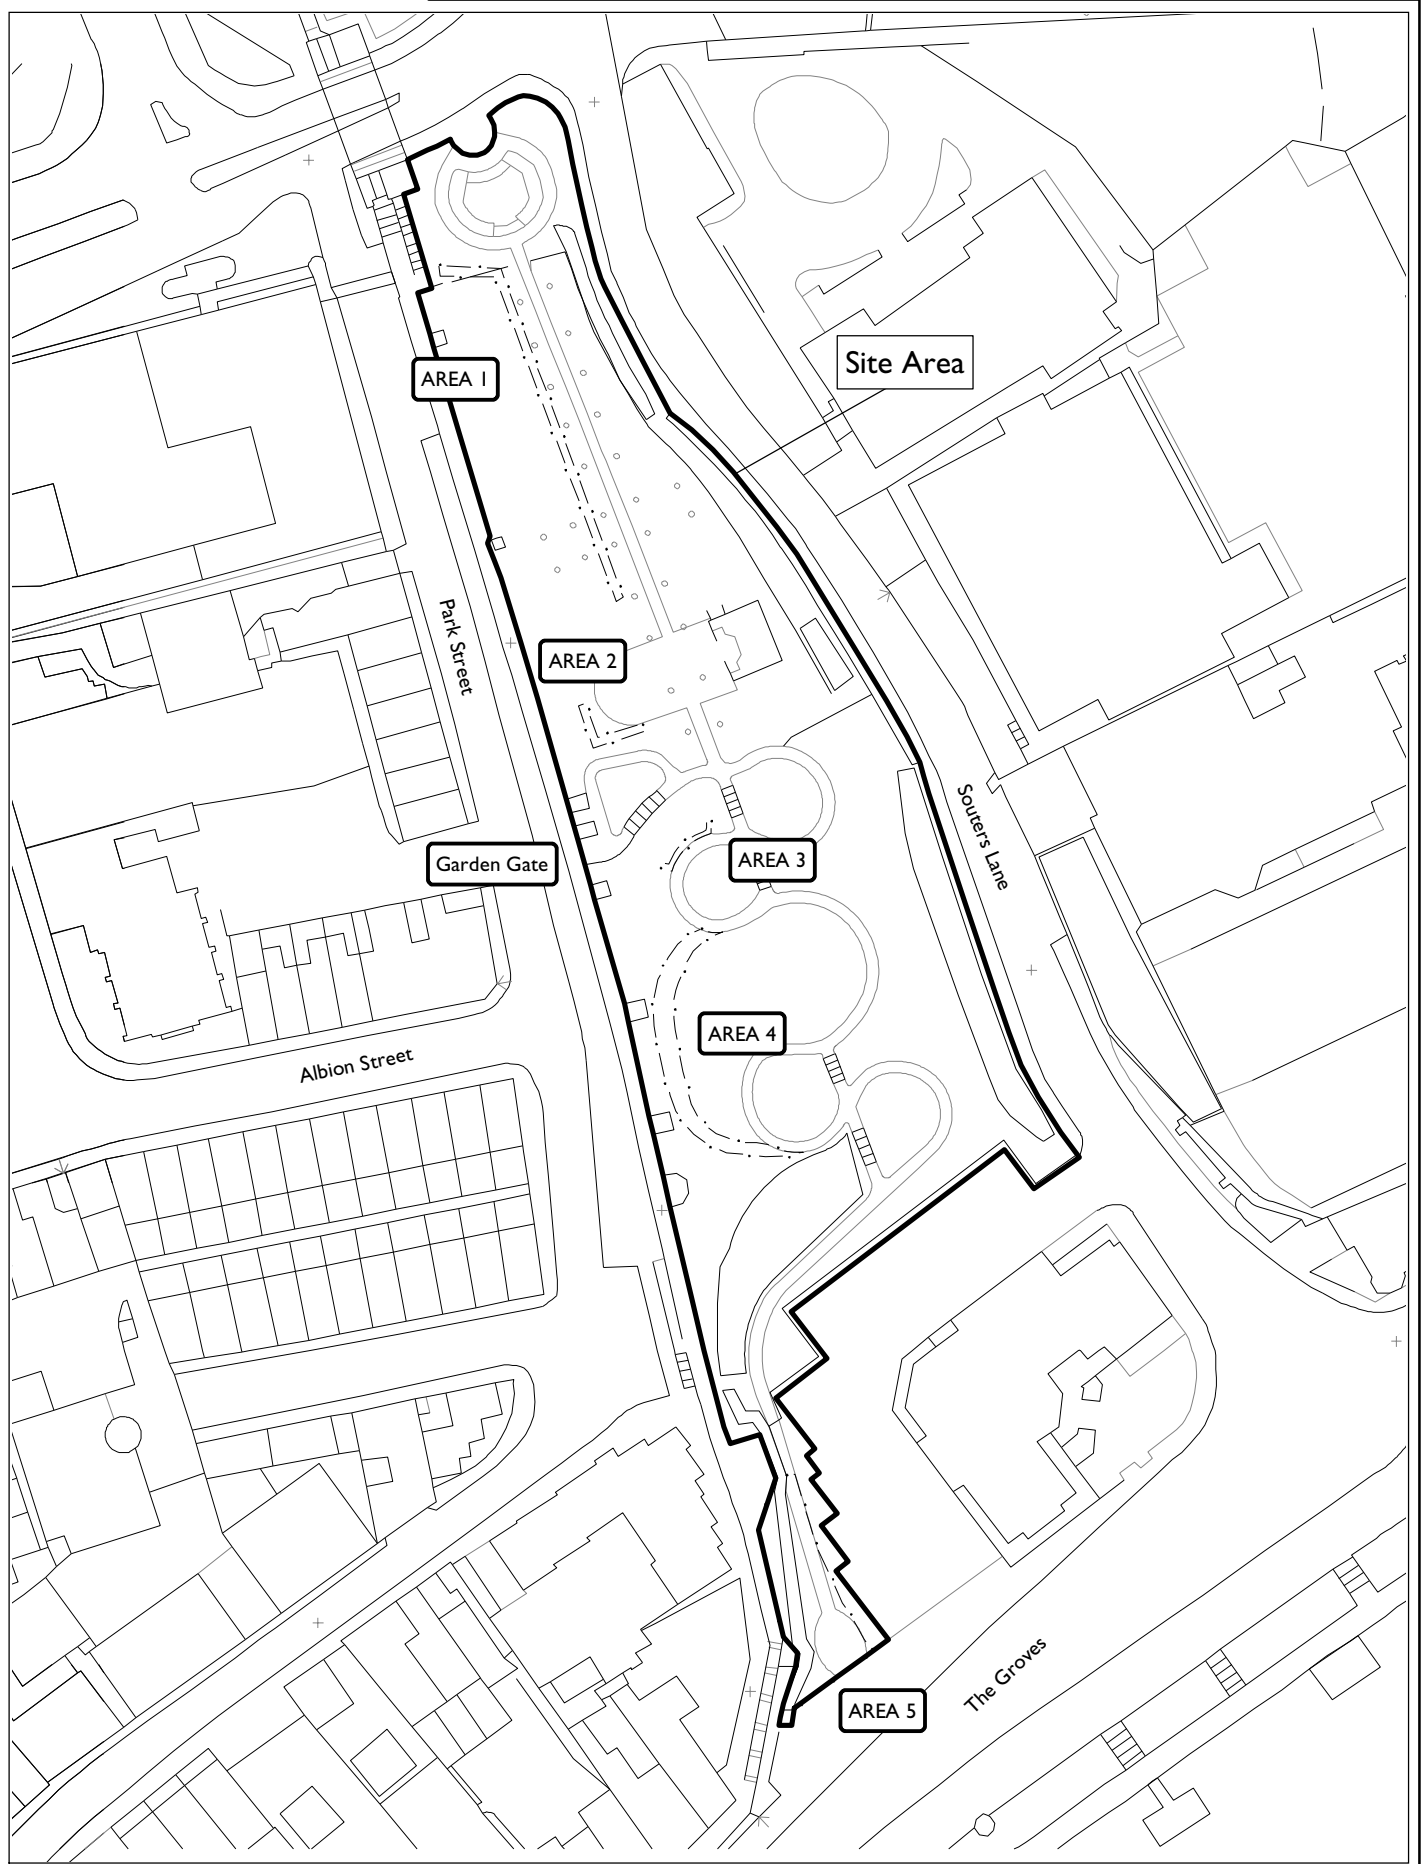 Site Area
AREA 1
Park Street
AREA 2
Souters Lane
Garden Gate
AREA 3
AREA 4
Albion Street
The Groves
AREA 5